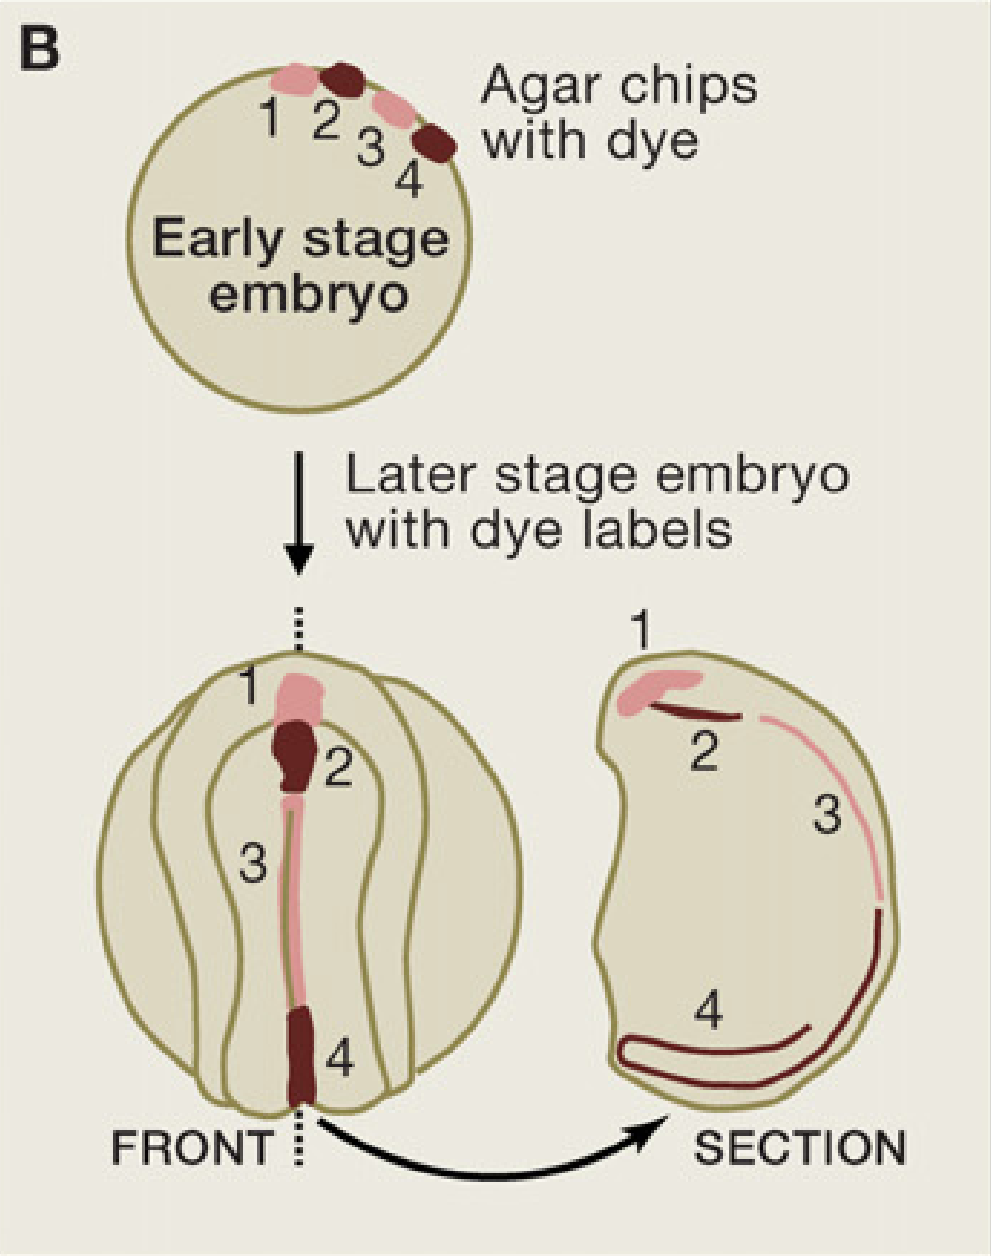 B
Agar chips
with dye
1
2
3
4
Early stage
embryo
Later stage embryo
with dye labels
1
2
3
4
1
2
3
4
FRONT
SECTION